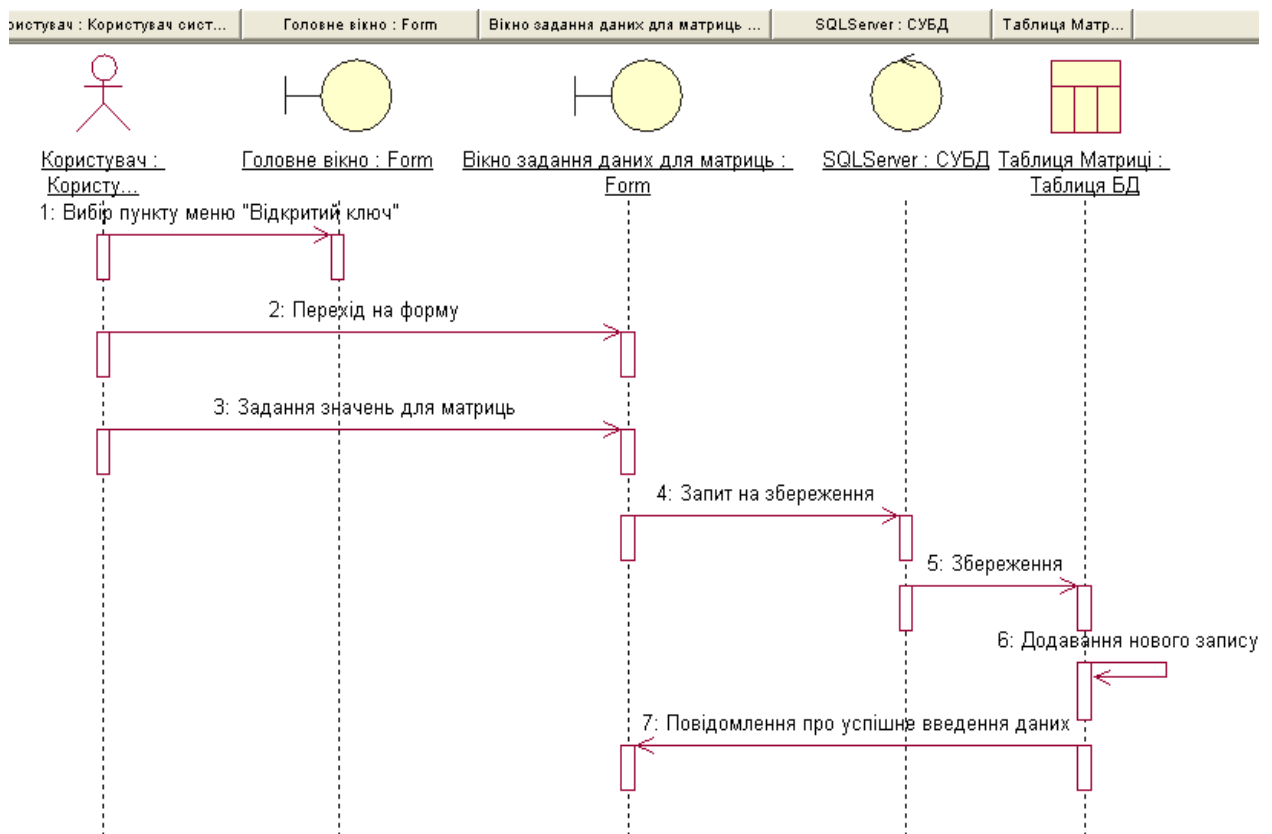 ристувач : Користувач сист...
Головне вікно : Form
Вікно задання даних для матриць ...
SQLServer : СУБД
Таблиця Матр...
Користувач :
Користу...
Головне вікно : Form
Вікно задання даних для матриць :
Form
SQLServer : СУБД
Таблиця Матриці :
Таблиця БД
1: Вибір пункту меню "Відкритий ключ"
2: Перехід на форму
3: Задання значень для матриць
4: Запит на збереження
5: Збереження
6: Додавання нового запису
7: Повідомлення про успішне введення даних